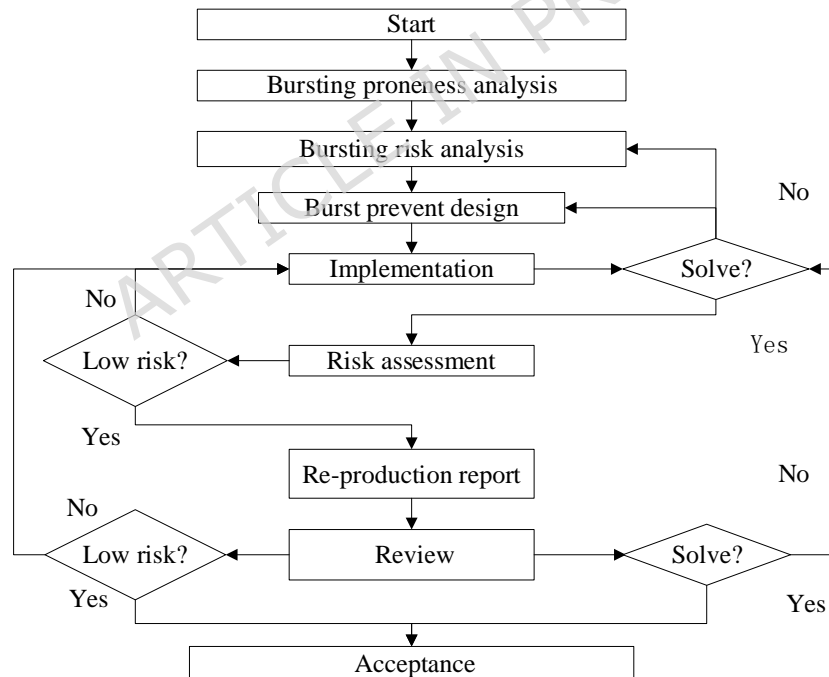 Start
Bursting proneness analysis
Bursting risk analysis
Burst prevent design
No
Implementation
Solve?
No
Low risk?
Risk assessment
Yes
Yes
Re-production report
No
No
Low risk?
Review
Solve?
Yes
Yes
Acceptance
ARTICLE IN PR